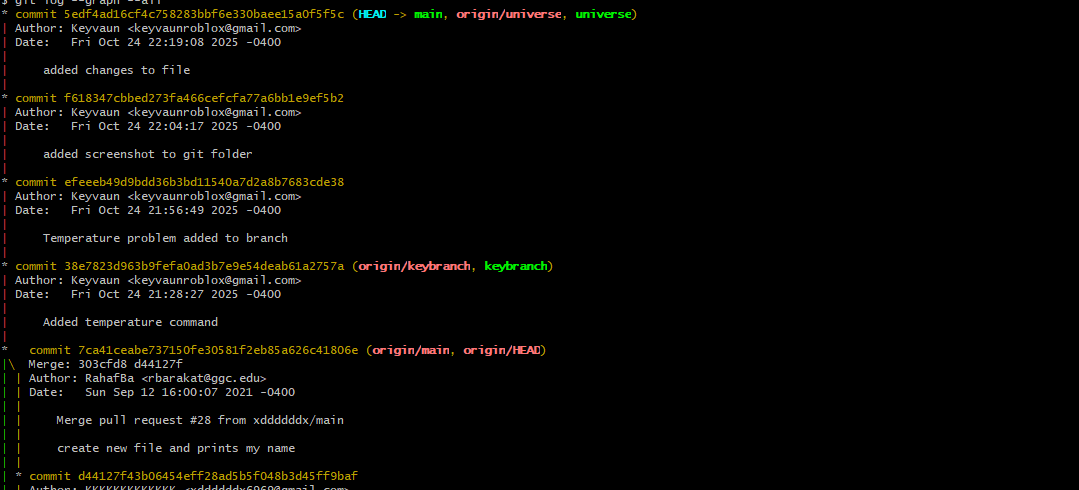 $ git log --graph --all
* commit 5edf4ad16cf4c758283bbf6e330baee15a0f5f5c (HEAD -> main, origin/universe, universe)
| Author: Keyvaun <keyvaunroblox@gmail.com>
| Date:   Fri Oct 24 22:19:08 2025 -0400
|
|     added changes to file
|
* commit f618347cbbed273fa466cefcfa77a6bb1e9ef5b2
| Author: Keyvaun <keyvaunroblox@gmail.com>
| Date:   Fri Oct 24 22:04:17 2025 -0400
|
|     added screenshot to git folder
|
* commit efeeeb49d9bdd36b3bd11540a7d2a8b7683cde38
| Author: Keyvaun <keyvaunroblox@gmail.com>
| Date:   Fri Oct 24 21:56:49 2025 -0400
|
|     Temperature problem added to branch
|
* commit 38e7823d963b9fefa0ad3b7e9e54deab61a2757a (origin/keybranch, keybranch)
| Author: Keyvaun <keyvaunroblox@gmail.com>
| Date:   Fri Oct 24 21:28:27 2025 -0400
|
|     Added temperature command
|
*   commit 7ca41ceabe737150fe30581f2eb85a626c41806e (origin/main, origin/HEAD)
|\  Merge: 303cfd8 d44127f
| | Author: RahafBa <rbarakat@ggc.edu>
| | Date:   Sun Sep 12 16:00:07 2021 -0400
| |
| |     Merge pull request #28 from xddddddx/main
| |
| |     create new file and prints my name
| |
| * commit d44127f43b06454eff28ad5b5f048b3d45ff9baf
| | Author: KKKKKKKKKKKKK <xddddddx6969@gmail.com>